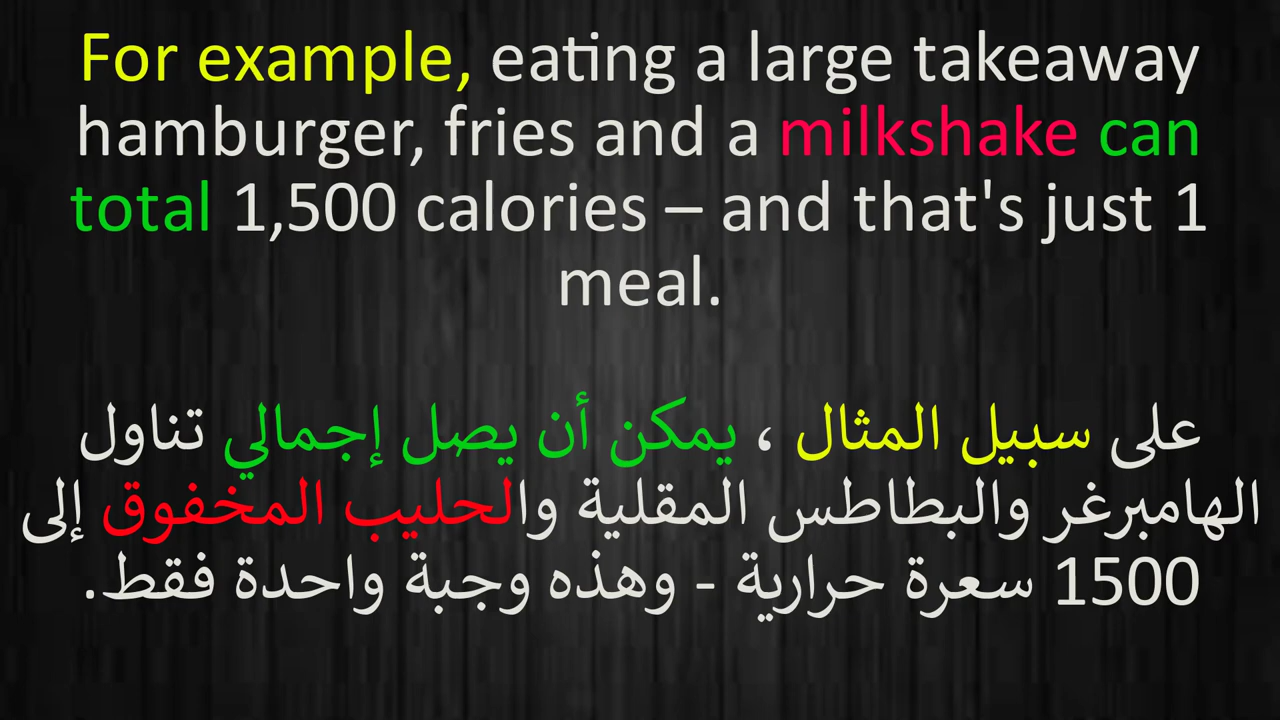 For example, eating a large takeaway
hamburger, fries and a milkshake can
total 1,500 calories – and that's just 1
meal.
على سبيل المثال ، يمكن أن يصل إجمالي تناول
الهامبرغر والبطاطس المقلية والحليب المخفوق إلى
1500 سعرة حرارية - وهذه وجبة واحدة فقط.